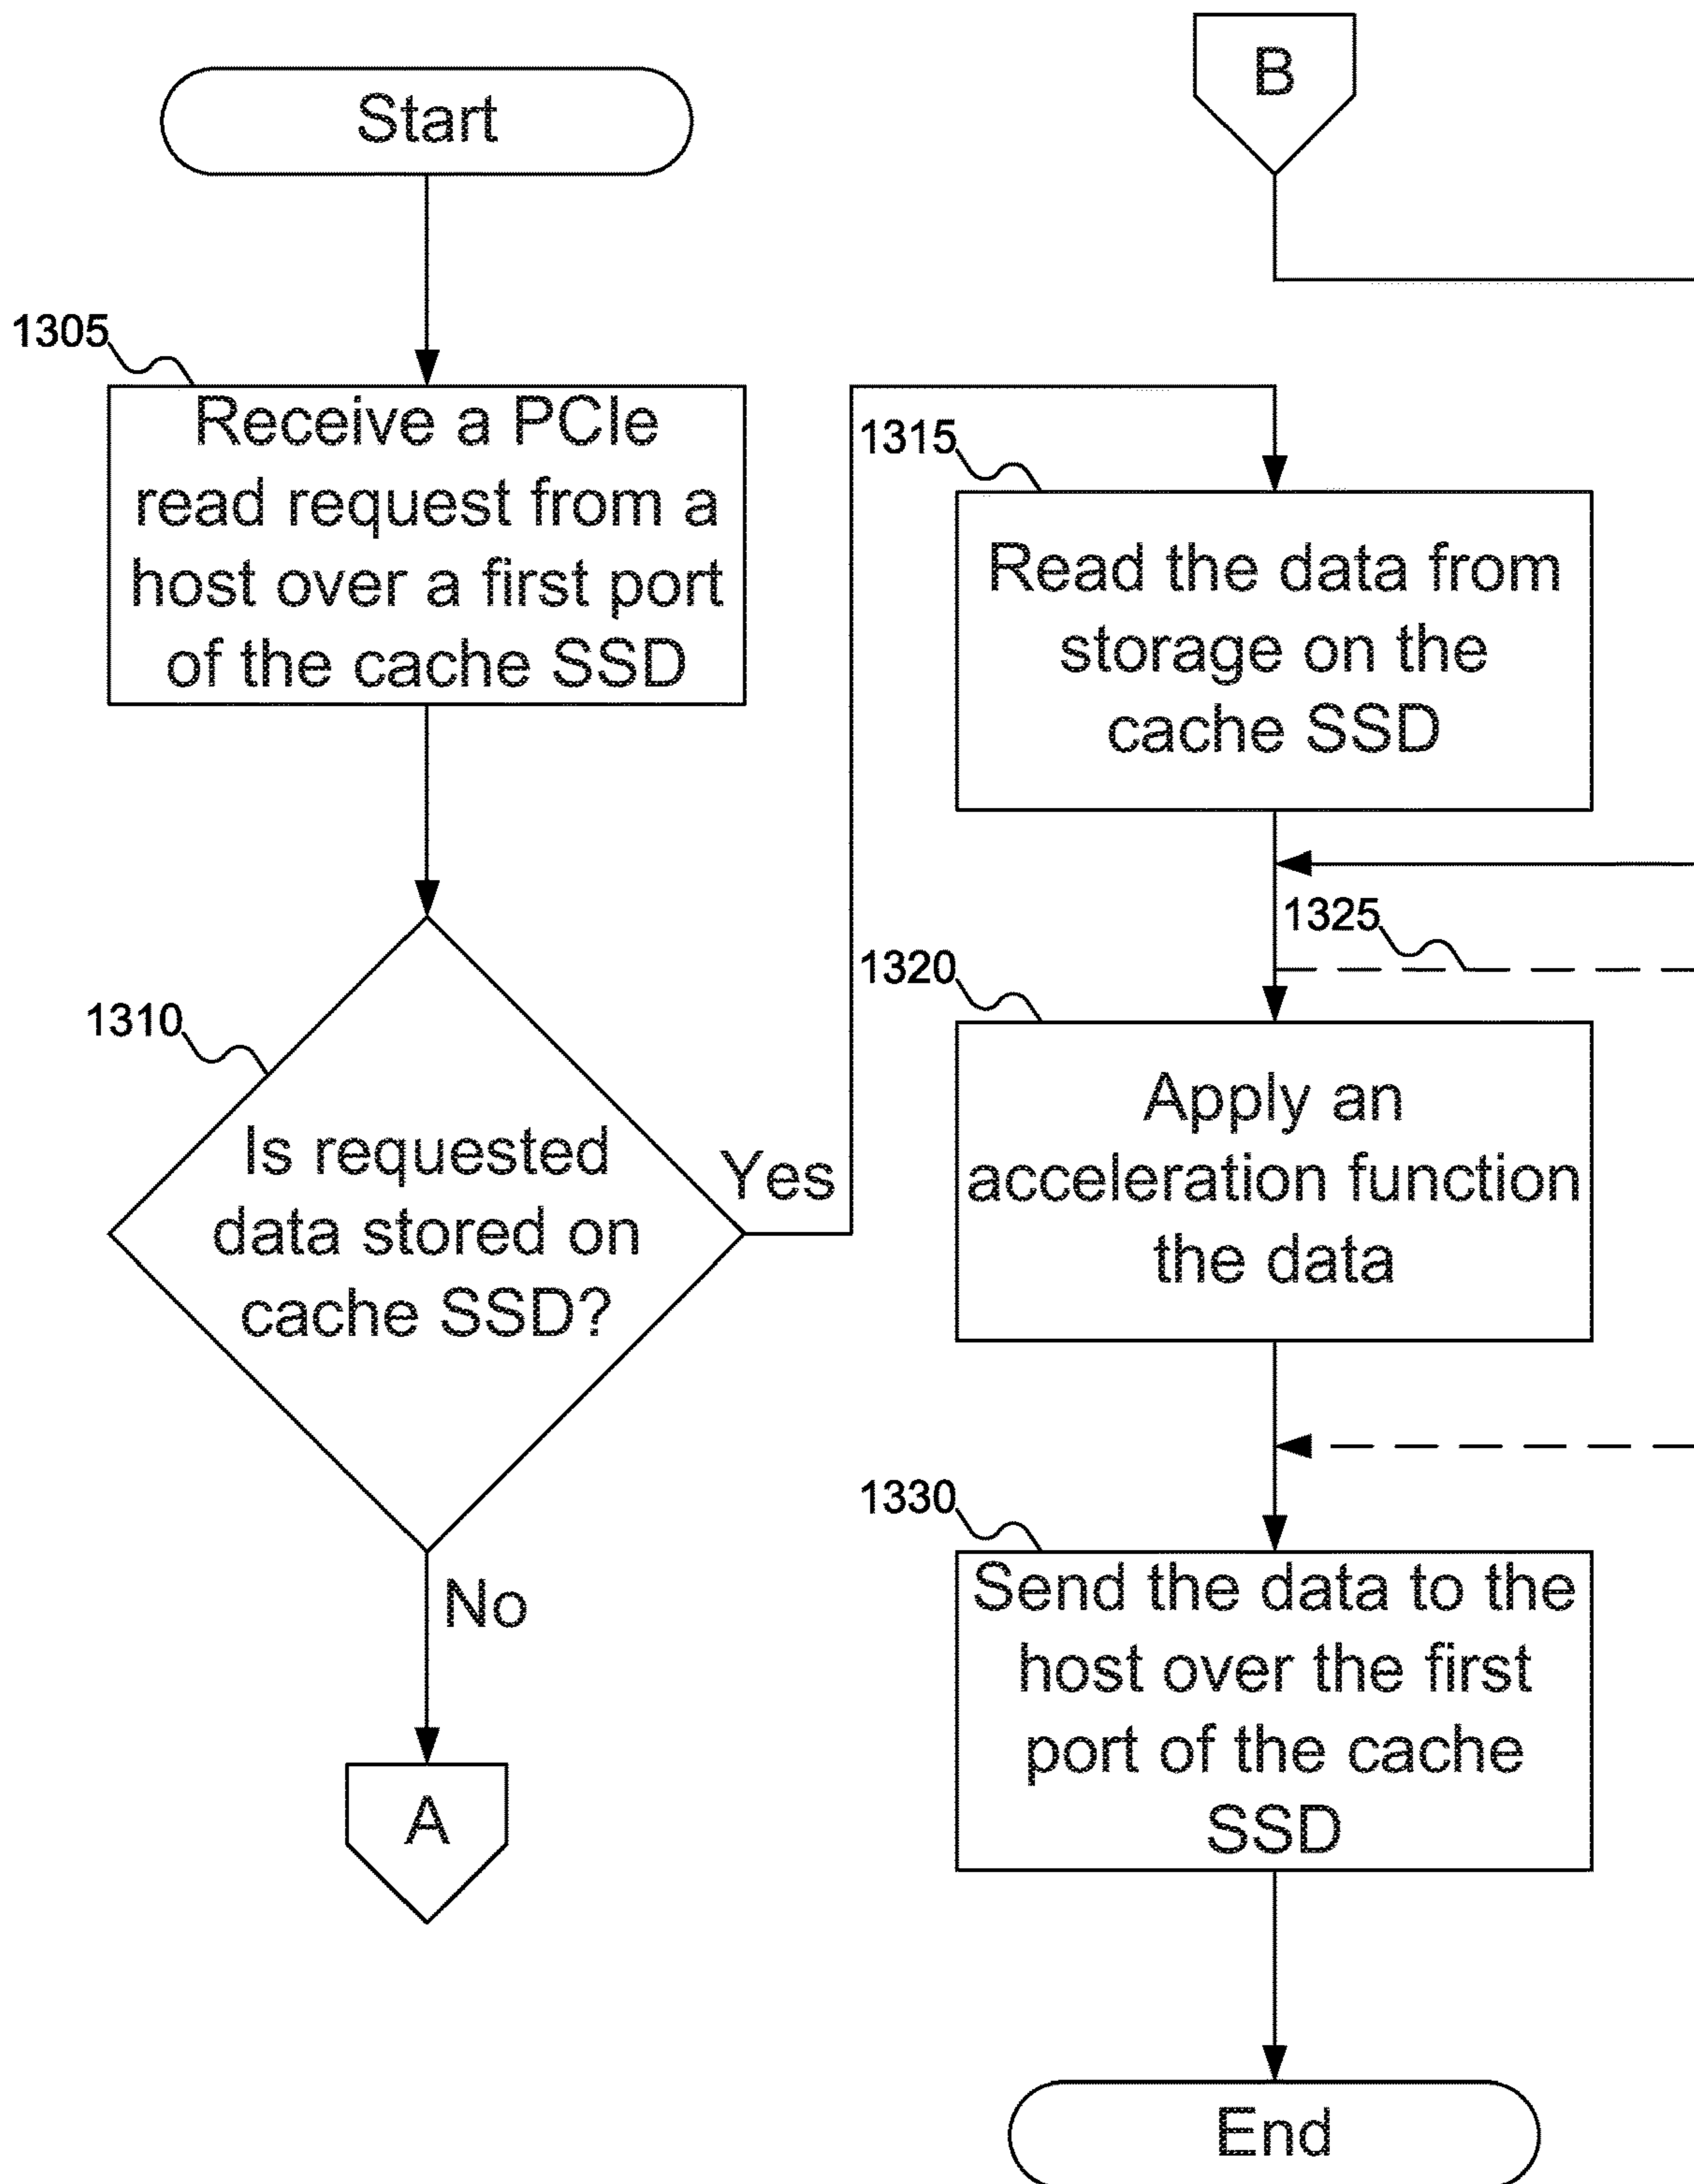 Start
1305
Receive a PCIe
read request from a
host over a first port
of the cache SSD
1310
Is requested
data stored on
cache SSD?
Yes
No
A
B
1315
Read the data from
storage on the
cache SSD
1325
1320
Apply an
acceleration function
the data
1330
Send the data to the
host over the first
port of the cache
SSD
End